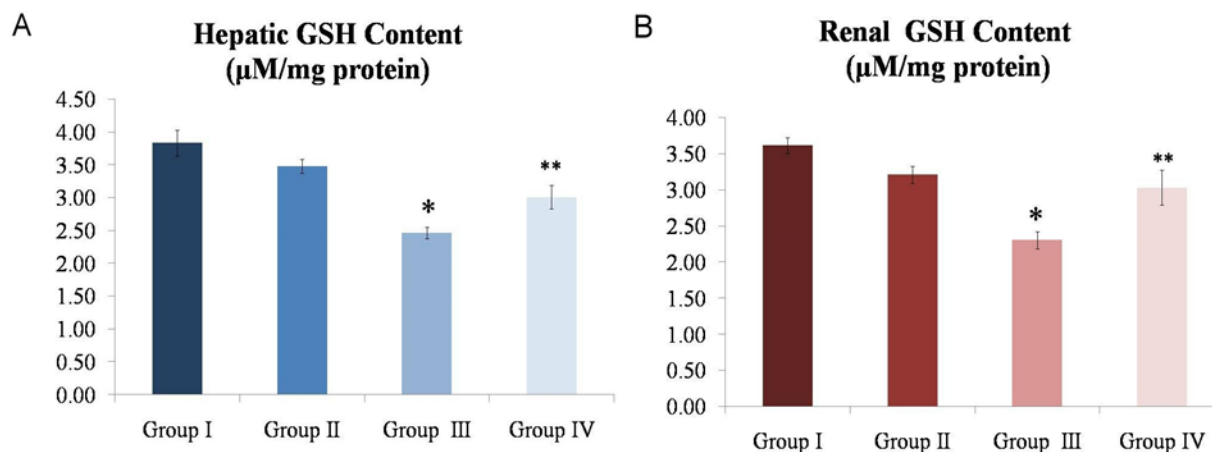 A
Hepatic GSH Content
(µM/mg protein)
4.50
4.00
3.50
3.00
2.50
2.00
1.50
1.00
0.50
0.00
*
**
Group I Group II Group III Group IV
B
Renal GSH Content
(µM/mg protein)
4.00
3.50
3.00
2.50
2.00
1.50
1.00
0.50
0.00
*
**
Group I Group II Group III Group IV